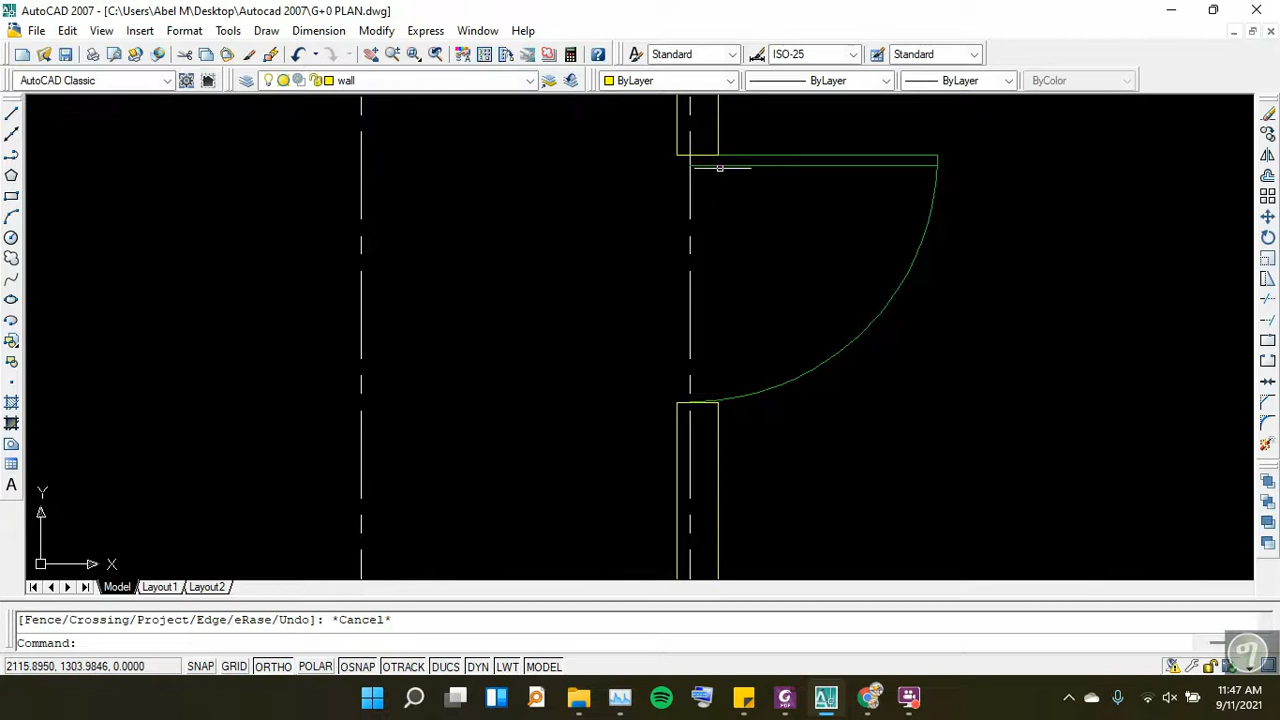 AutoCAD 2007 - [C:\Users\Abel M\Desktop\Autocad 2007\G+0 PLAN.dwg]
File Edit View Insert Format Tools Draw Dimension Modify Express Window Help
Standard ISO-25 Standard
AutoCAD Classic wall ByLayer ByLayer ByLayer ByColor
A
Y
X
Model Layout1 Layout2
[Fence/Crossing/Project/Edge/eRase/Undo]: *Cancel*
Command:
2115.8950, 1303.9846, 0.0000 SNAP GRID ORTHO POLAR OSNAP OTRACK DUCS DYN LWT MODEL
11:47 AM
9/11/2021